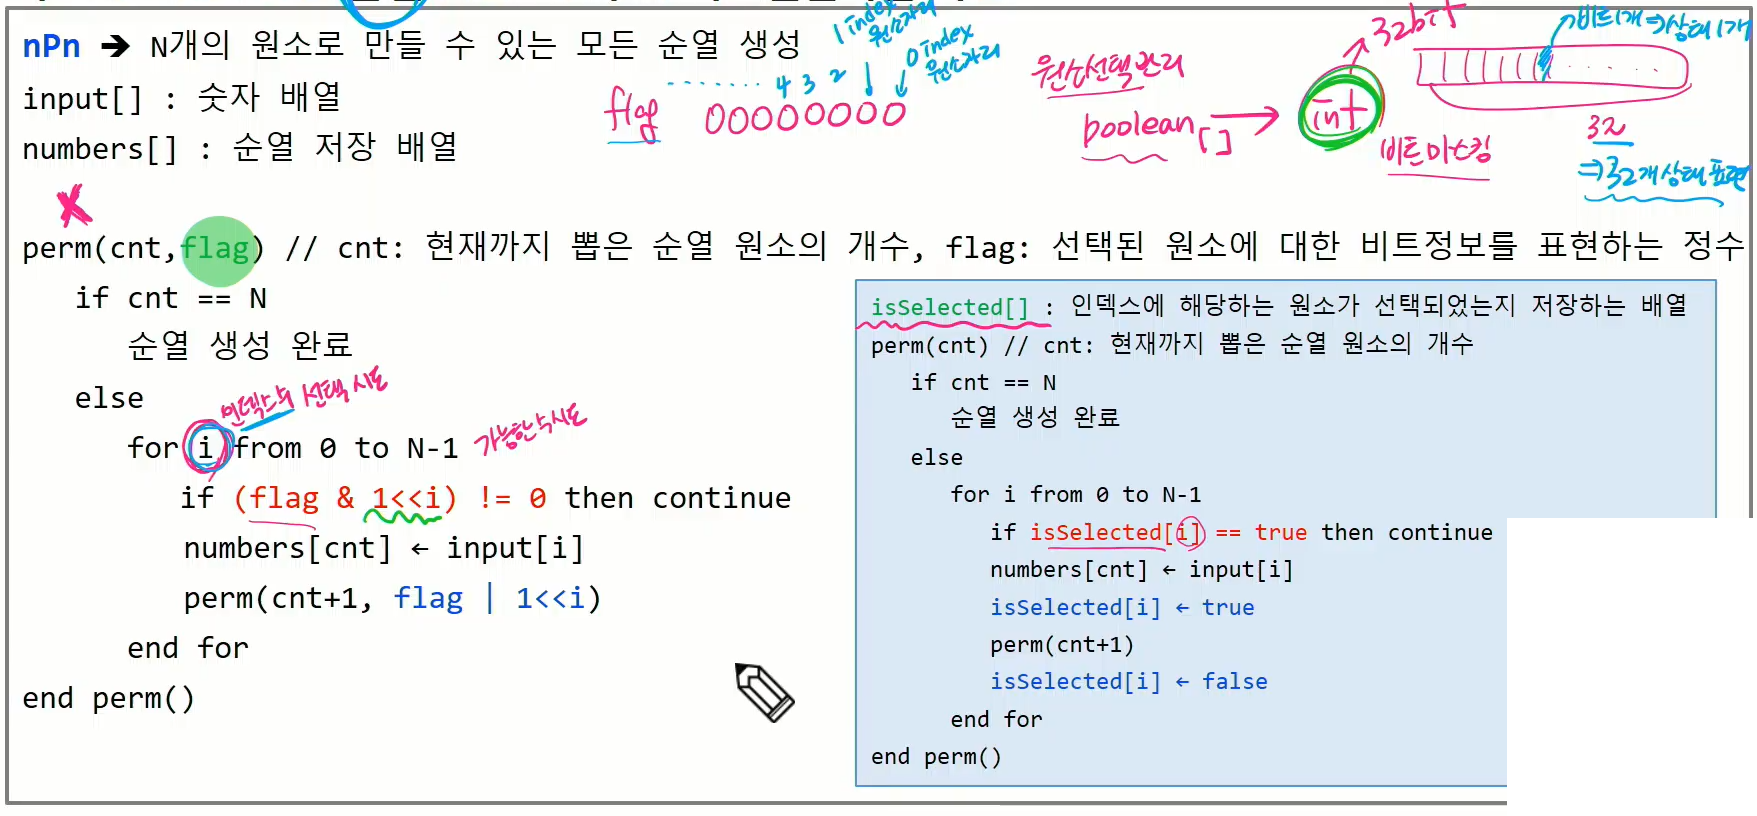 nPn ➔ N개의 원소로 만들 수 있는 모든 순열 생성
input[] : 숫자 배열
numbers[] : 순열 저장 배열
1 index
원소자리
0 index
원소자리
4 3 2 1
flag 00000000
원소선택 관리
boolean[] → int
32bit
비트마스킹
비트1개 ⇒ 상태 1개
32
⇒ 32개 상태 표현
perm(cnt,flag) // cnt: 현재까지 뽑은 순열 원소의 개수, flag: 선택된 원소에 대한 비트정보를 표현하는 정수
if cnt == N
순열 생성 완료
else
인덱스의 선택 시도
for i from 0 to N-1
가능한 수 시도
if (flag & 1<<i) != 0 then continue
numbers[cnt] ← input[i]
perm(cnt+1, flag | 1<<i)
end for
end perm()
isSelected[] : 인덱스에 해당하는 원소가 선택되었는지 저장하는 배열
perm(cnt) // cnt: 현재까지 뽑은 순열 원소의 개수
if cnt == N
순열 생성 완료
else
for i from 0 to N-1
if isSelected[i] == true then continue
numbers[cnt] ← input[i]
isSelected[i] ← true
perm(cnt+1)
isSelected[i] ← false
end for
end perm()